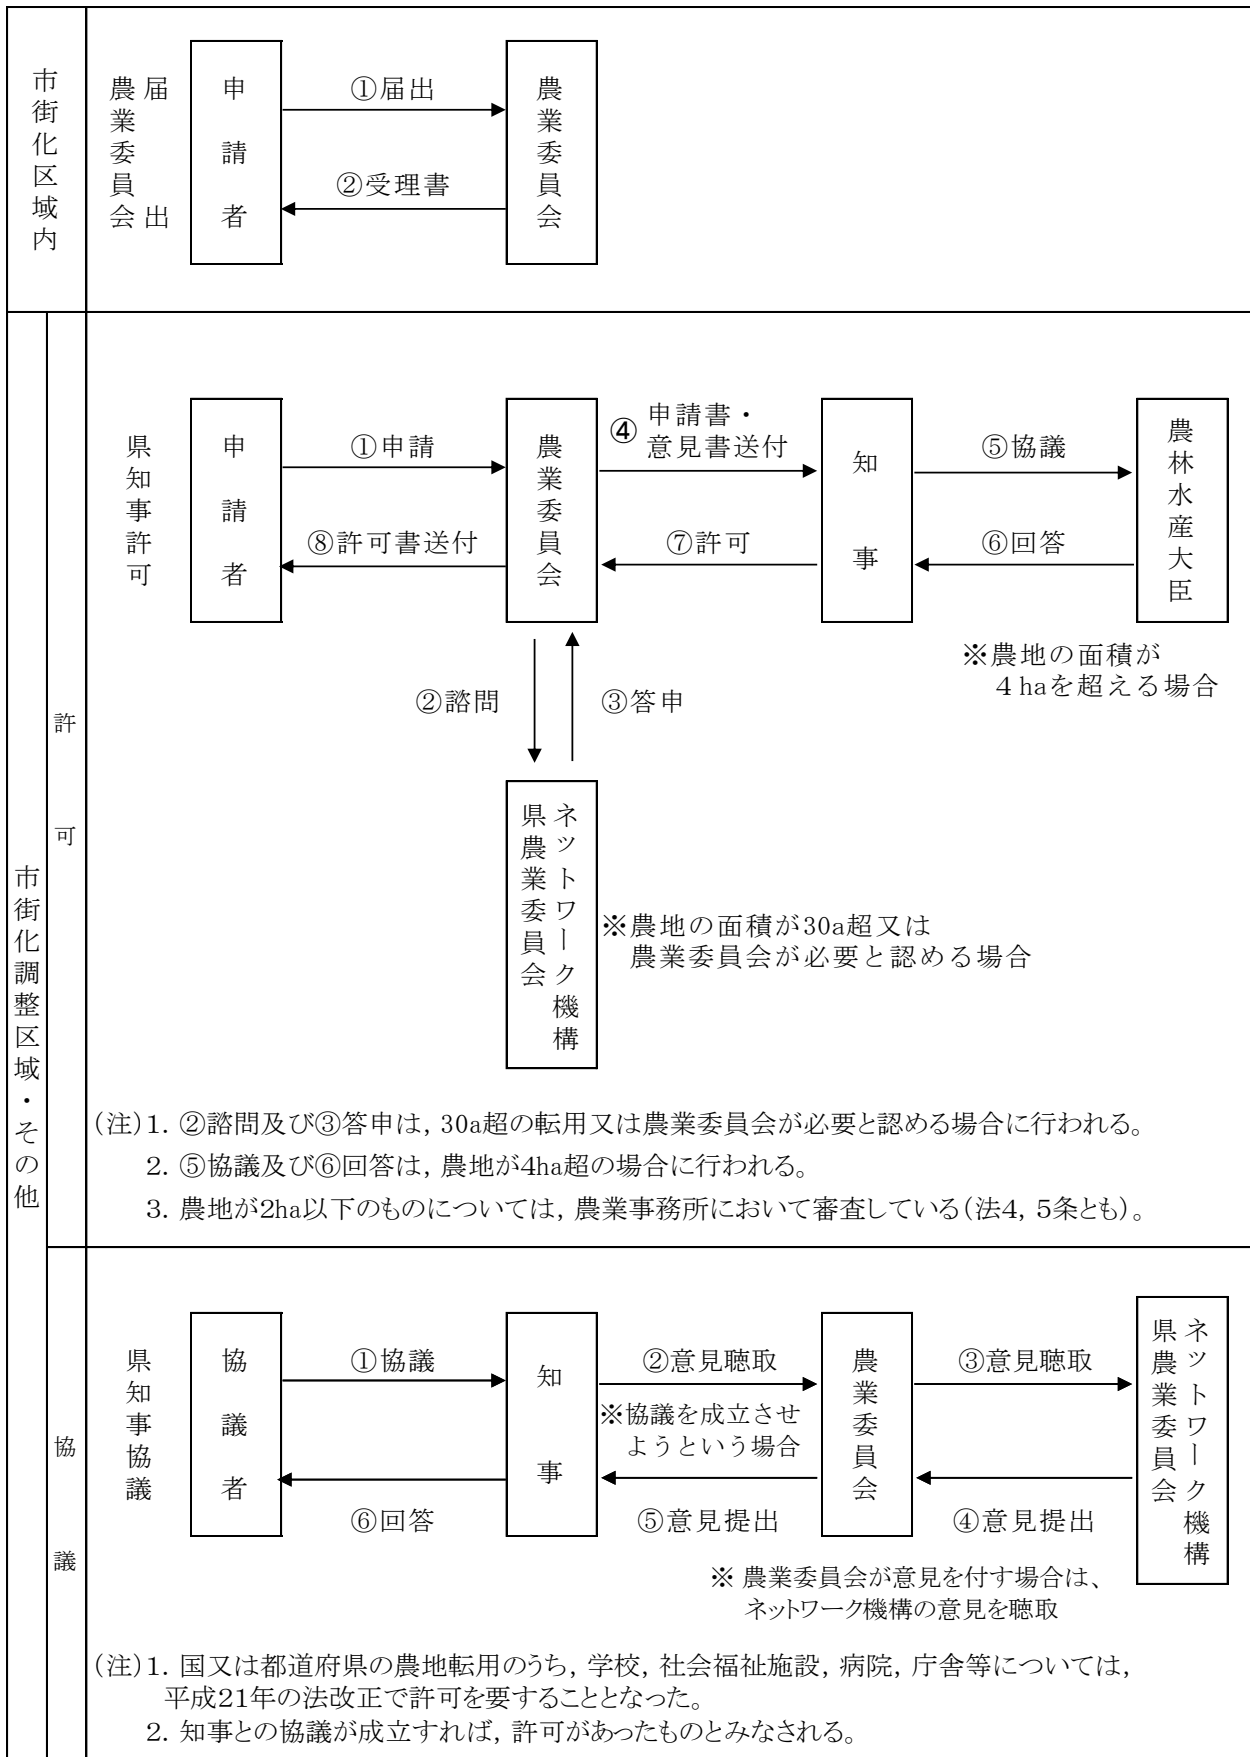 市街化区域内
農業委員会
届出
申請者
①届出
②受理書
農業委員会
市街化調整区域・その他
許可
県知事許可
申請者
①申請
⑧許可書送付
農業委員会
④申請書・
意見書送付
⑦許可
知事
⑤協議
⑥回答
農林水産大臣
※農地の面積が
4haを超える場合
②諮問
③答申
県農業委員会
ネットワーク機構
※農地の面積が30a超又は
農業委員会が必要と認める場合
(注)1. ②諮問及び③答申は, 30a超の転用又は農業委員会が必要と認める場合に行われる。
2. ⑤協議及び⑥回答は, 農地が4ha超の場合に行われる。
3. 農地が2ha以下のものについては, 農業事務所において審査している(法4, 5条とも)。
協議
県知事協議
協議者
①協議
⑥回答
知事
②意見聴取
※協議を成立させ
ようという場合
⑤意見提出
農業委員会
③意見聴取
④意見提出
県農業委員会
ネットワーク機構
※ 農業委員会が意見を付す場合は、
ネットワーク機構の意見を聴取
(注)1. 国又は都道府県の農地転用のうち, 学校, 社会福祉施設, 病院, 庁舎等については,
平成21年の法改正で許可を要することとなった。
2. 知事との協議が成立すれば, 許可があったものとみなされる。